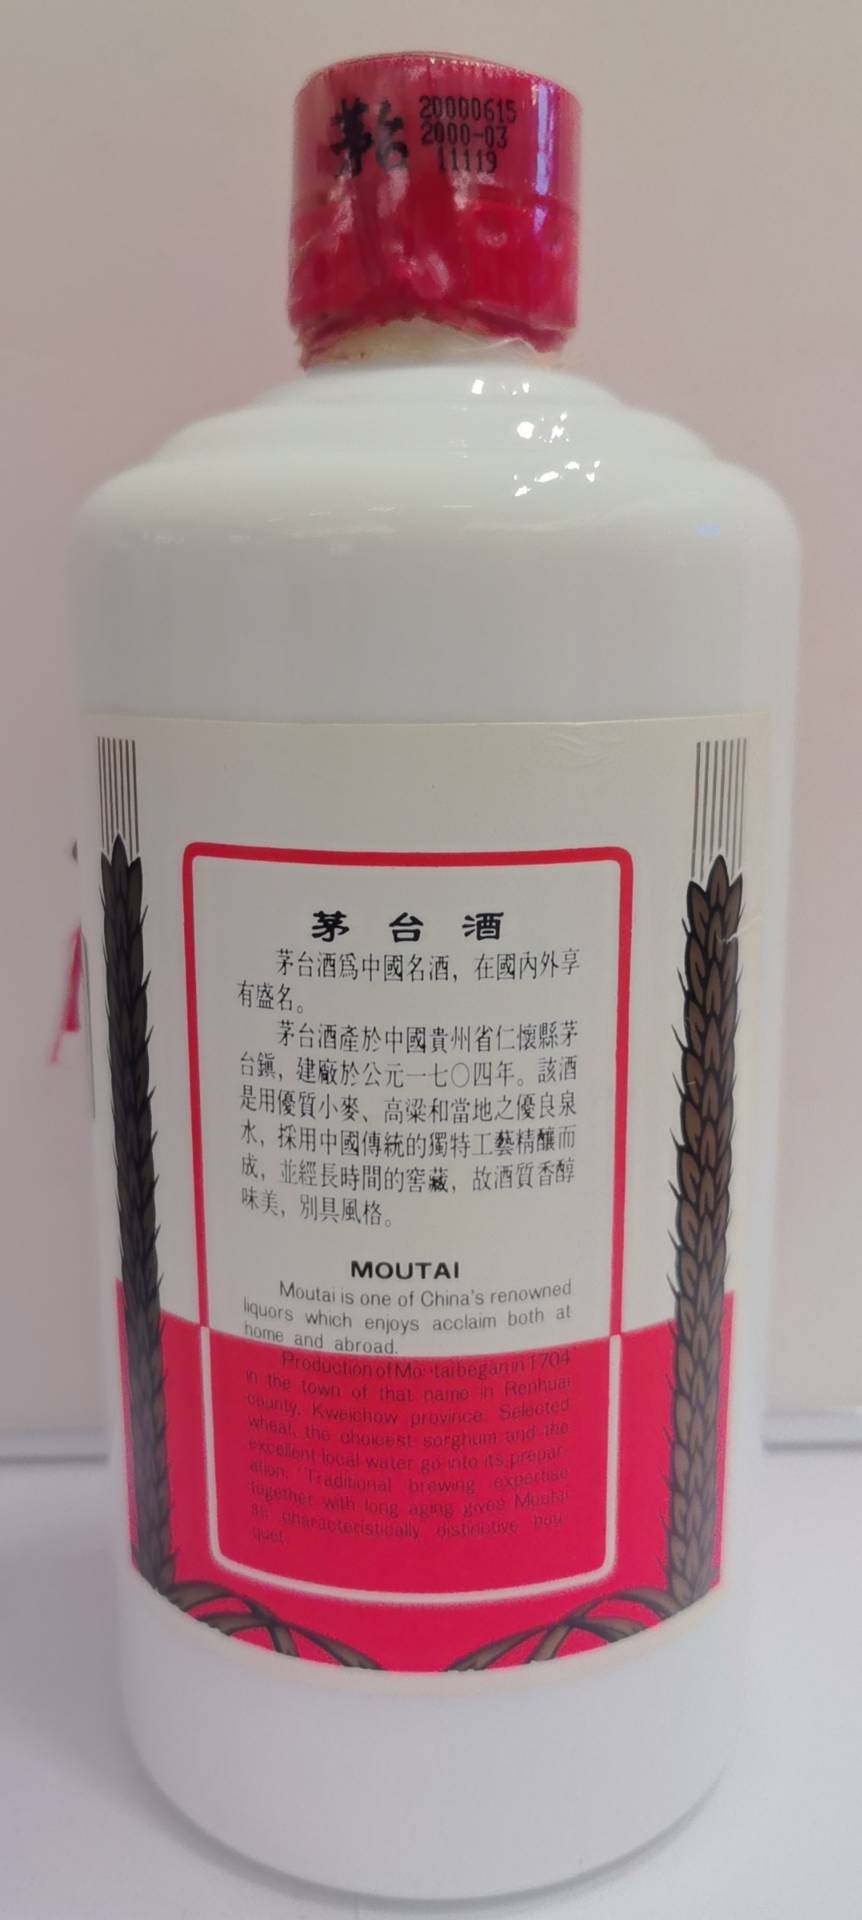 茅台
20000615
2000-03
11119
茅台酒
茅台酒爲中國名酒，在國內外享
有盛名。
茅台酒產於中國貴州省仁懷縣茅
台鎭，建廠於公元一七〇四年。該酒
是用優質小麥、高粱和當地之優良泉
水，採用中國傳統的獨特工藝精釀而
成，並經長時間的窖藏，故酒質香醇
味美，別具風格。
MOUTAI
Moutai is one of China's renowned
liquors which enjoys acclaim both at
home and abroad.
Production of Moutai began in 1704
in the town of that name in Renhuai
county, Kweichow province. Selected
wheat, the choicest sorghum and the
excellent local water go into its prepar-
ation. Traditional brewing expertise
together with long aging gives Moutai
a characteristically distinctive bou-
quet.